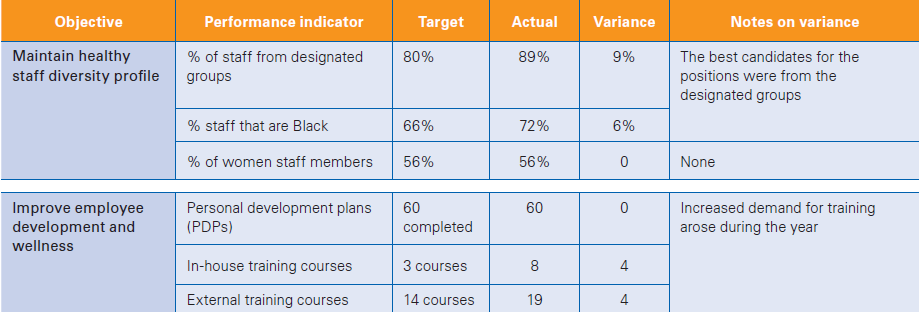 Objective Performance indicator Target Actual Variance Notes on variance
Maintain healthy % of staff from designated 80% 89% 9% The best candidates for the
staff diversity profile groups positions were from the
designated groups
% staff that are Black 66% 72% 6%
% of women staff members 56% 56% 0 None
Improve employee Personal development plans 60 60 0 Increased demand for training
development and (PDPs) completed arose during the year
wellness
In-house training courses 3 courses 8 4
External training courses 14 courses 19 4